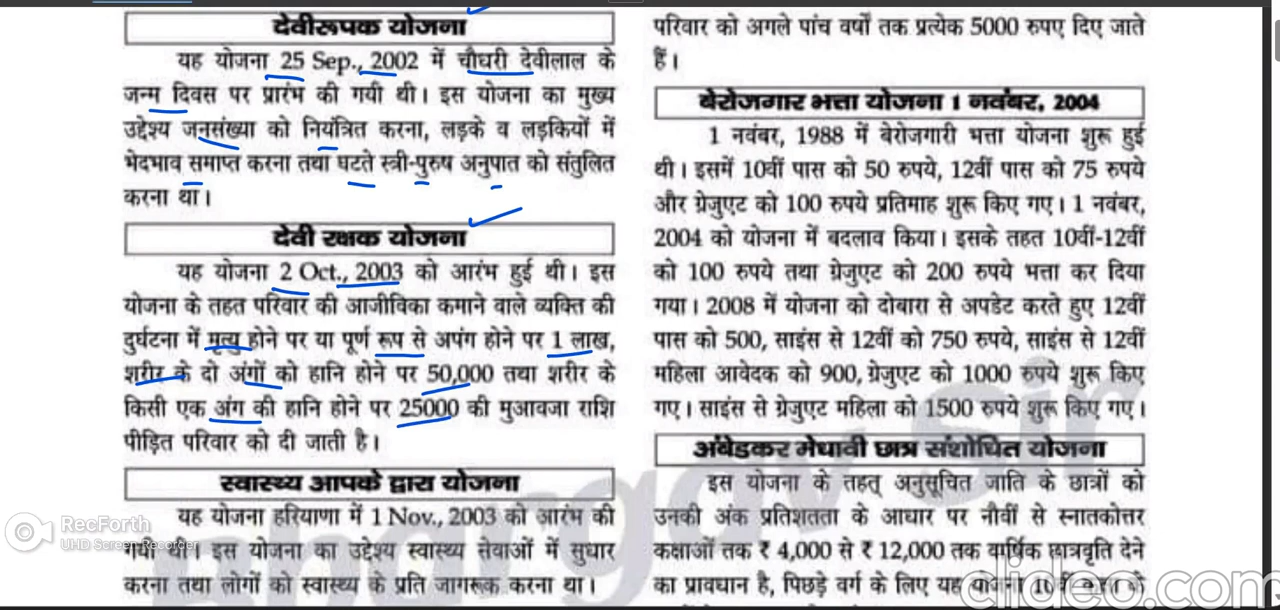 देवीरूपक योजना
यह योजना 25 Sep., 2002 में चौधरी देवीलाल के
जन्म दिवस पर प्रारंभ की गयी थी। इस योजना का मुख्य
उद्देश्य जनसंख्या को नियंत्रित करना, लड़के व लड़कियों में
भेदभाव समाप्त करना तथा घटते स्त्री-पुरुष अनुपात को संतुलित
करना था।
देवी रक्षक योजना
यह योजना 2 Oct., 2003 को आरंभ हुई थी। इस
योजना के तहत परिवार की आजीविका कमाने वाले व्यक्ति की
दुर्घटना में मृत्यु होने पर या पूर्ण रूप से अपंग होने पर 1 लाख,
शरीर के दो अंगों को हानि होने पर 50,000 तथा शरीर के
किसी एक अंग की हानि होने पर 25000 की मुआवजा राशि
पीड़ित परिवार को दी जाती है।
स्वास्थ्य आपके द्वारा योजना
यह योजना हरियाणा में 1 Nov., 2003 को आरंभ की
गयी थी। इस योजना का उद्देश्य स्वास्थ्य सेवाओं में सुधार
करना तथा लोगों को स्वास्थ्य के प्रति जागरूक करना था।
परिवार को अगले पांच वर्षों तक प्रत्येक 5000 रुपए दिए जाते
हैं।
बेरोजगार भत्ता योजना 1 नवंबर, 2004
1 नवंबर, 1988 में बेरोजगारी भत्ता योजना शुरू हुई
थी। इसमें 10वीं पास को 50 रुपये, 12वीं पास को 75 रुपये
और ग्रेजुएट को 100 रुपये प्रतिमाह शुरू किए गए। 1 नवंबर,
2004 को योजना में बदलाव किया। इसके तहत 10वीं-12वीं
को 100 रुपये तथा ग्रेजुएट को 200 रुपये भत्ता कर दिया
गया। 2008 में योजना को दोबारा से अपडेट करते हुए 12वीं
पास को 500, साइंस से 12वीं को 750 रुपये, साइंस से 12वीं
महिला आवेदक को 900, ग्रेजुएट को 1000 रुपये शुरू किए
गए। साइंस से ग्रेजुएट महिला को 1500 रुपये शुरू किए गए।
अंबेडकर मेधावी छात्र संशोधित योजना
इस योजना के तहत् अनुसूचित जाति के छात्रों को
उनकी अंक प्रतिशतता के आधार पर नौवीं से स्नातकोत्तर
कक्षाओं तक ₹ 4,000 से ₹ 12,000 तक वार्षिक छात्रवृति देने
का प्रावधान है, पिछड़े वर्ग के लिए यह योजना
Bhargav Sir
RecForth
UHD Screen Recorder
clideo.com